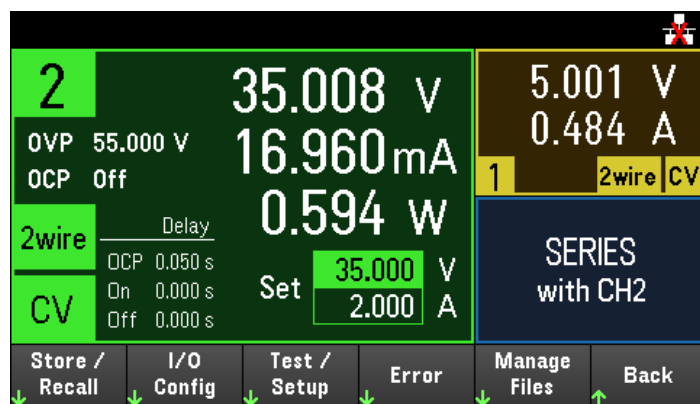 2
35.008 V
16.960 mA
0.594 W
OVP 55.000 V
OCP Off
2wire
CV
Delay
OCP 0.050 s
On 0.000 s
Off 0.000 s
Set
35.000 V
2.000 A
5.001 V
0.484 A
1
2wire CV
SERIES
with CH2
Store /
Recall
I/O
Config
Test /
Setup
Error
Manage
Files
Back